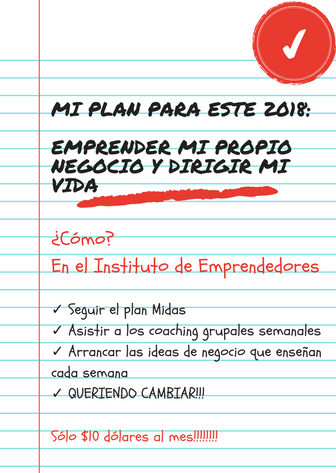 MI PLAN PARA ESTE 2018:
EMPRENDER MI PROPIO
NEGOCIO Y DIRIGIR MI
VIDA
¿Cómo?
En el Instituto de Emprendedores
✓ Seguir el plan Midas
✓ Asistir a los coaching grupales semanales
✓ Arrancar las ideas de negocio que enseñan
cada semana
✓ QUERIENDO CAMBIAR!!!
Sólo $10 dólares al mes!!!!!!!!